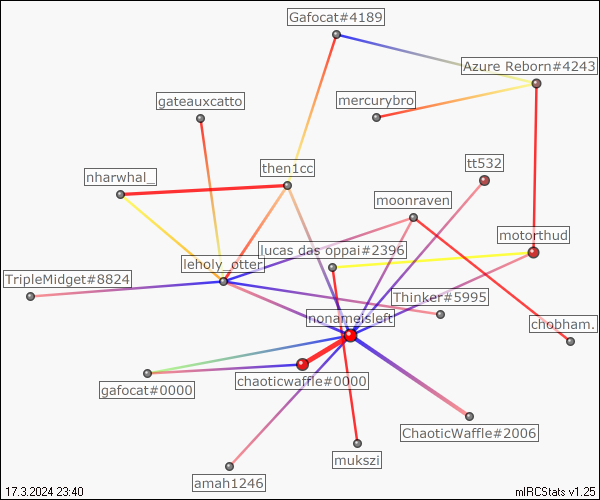 Gafocat#4189
Azure Reborn#4243
gateauxcatto
mercurybro
tt532
then1cc
nharwhal_
moonraven
motorthud
lucas das oppai#2396
leholy_otter
TripleMidget#8824
Thinker#5995
nonameisleft
chobham.
chaoticwaffle#0000
gafocat#0000
ChaoticWaffle#2006
mukszi
amah1246
17.3.2024 23:40
mIRCStats v1.25